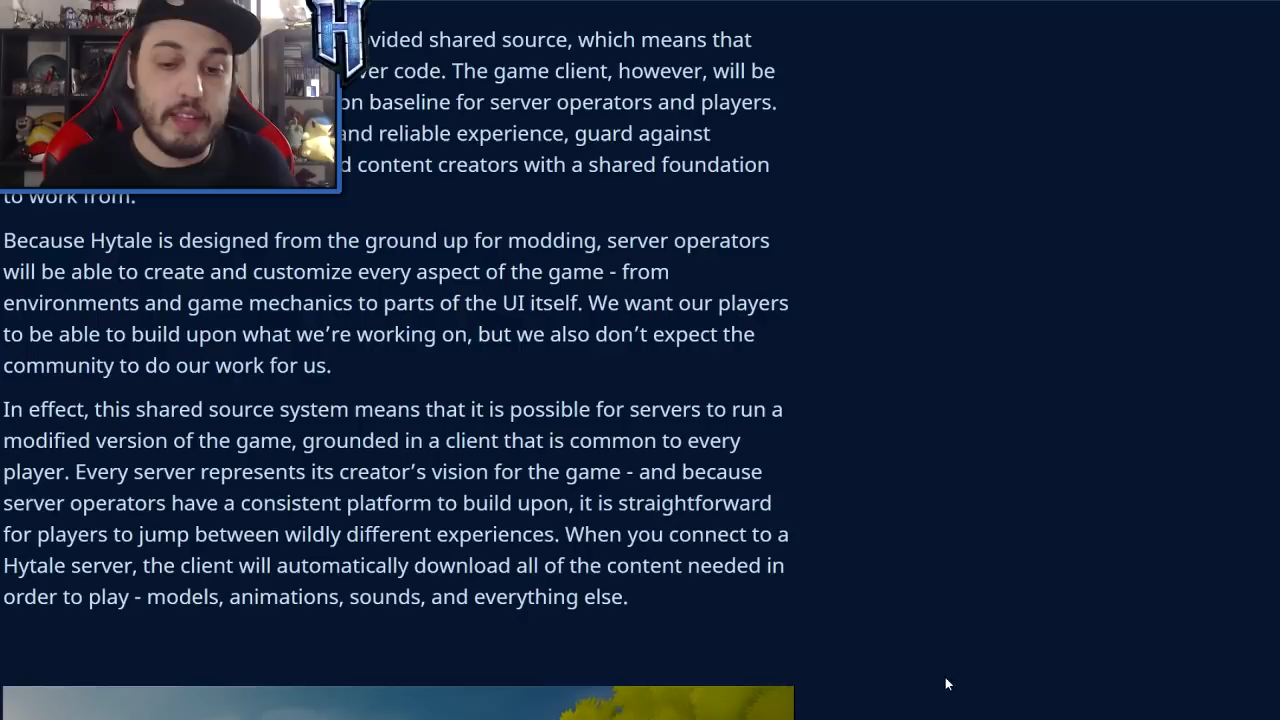 H
vided shared source, which means that
er code. The game client, however, will be
on baseline for server operators and players.
and reliable experience, guard against
d content creators with a shared foundation
to work from.
Because Hytale is designed from the ground up for modding, server operators
will be able to create and customize every aspect of the game - from
environments and game mechanics to parts of the UI itself. We want our players
to be able to build upon what we’re working on, but we also don’t expect the
community to do our work for us.
In effect, this shared source system means that it is possible for servers to run a
modified version of the game, grounded in a client that is common to every
player. Every server represents its creator’s vision for the game - and because
server operators have a consistent platform to build upon, it is straightforward
for players to jump between wildly different experiences. When you connect to a
Hytale server, the client will automatically download all of the content needed in
order to play - models, animations, sounds, and everything else.